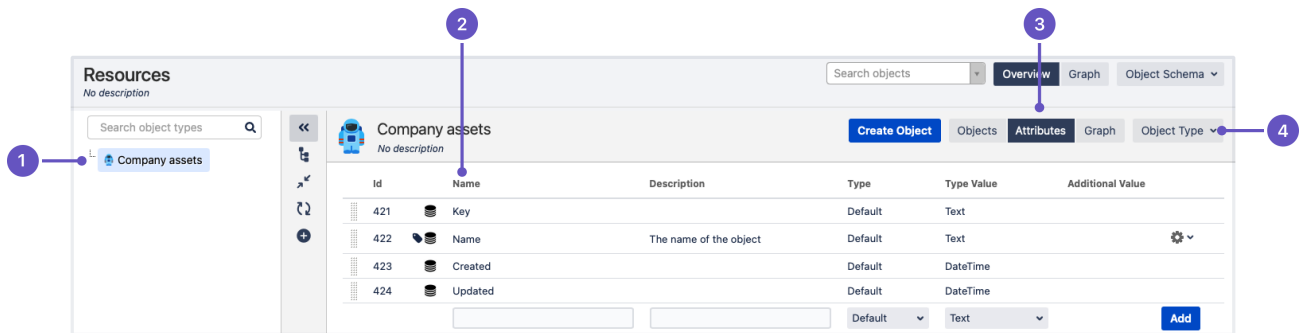 2
3
Resources
No description
Search objects
Overview Graph Object Schema
Search object types
Company assets
No description
Create Object Objects Attributes Graph Object Type
4
1
Company assets
Id Name Description Type Type Value Additional Value
421 Key Default Text
422 Name The name of the object Default Text
423 Created Default DateTime
424 Updated Default DateTime
Default Text Add